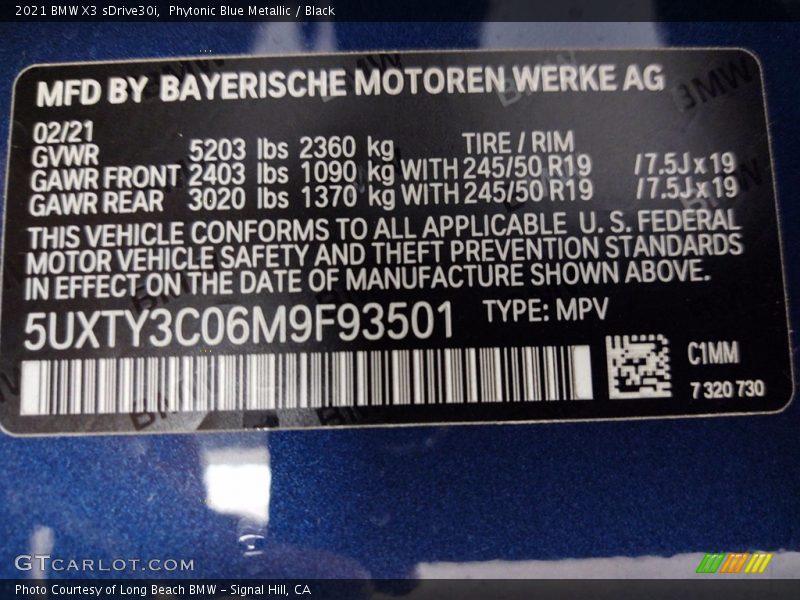 2021 BMW X3 sDrive30i, Phytonic Blue Metallic / Black
MFD BY BAYERISCHE MOTOREN WERKE AG
02/21
GVWR 5203 lbs 2360 kg TIRE / RIM
GAWR FRONT 2403 lbs 1090 kg WITH 245/50 R19 /7.5Jx19
GAWR REAR 3020 lbs 1370 kg WITH 245/50 R19 /7.5Jx19
THIS VEHICLE CONFORMS TO ALL APPLICABLE U.S. FEDERAL
MOTOR VEHICLE SAFETY AND THEFT PREVENTION STANDARDS
IN EFFECT ON THE DATE OF MANUFACTURE SHOWN ABOVE.
5UXTY3C06M9F93501 TYPE: MPV
C1MM
7 320 730
GTCARLOT.COM
Photo Courtesy of Long Beach BMW - Signal Hill, CA